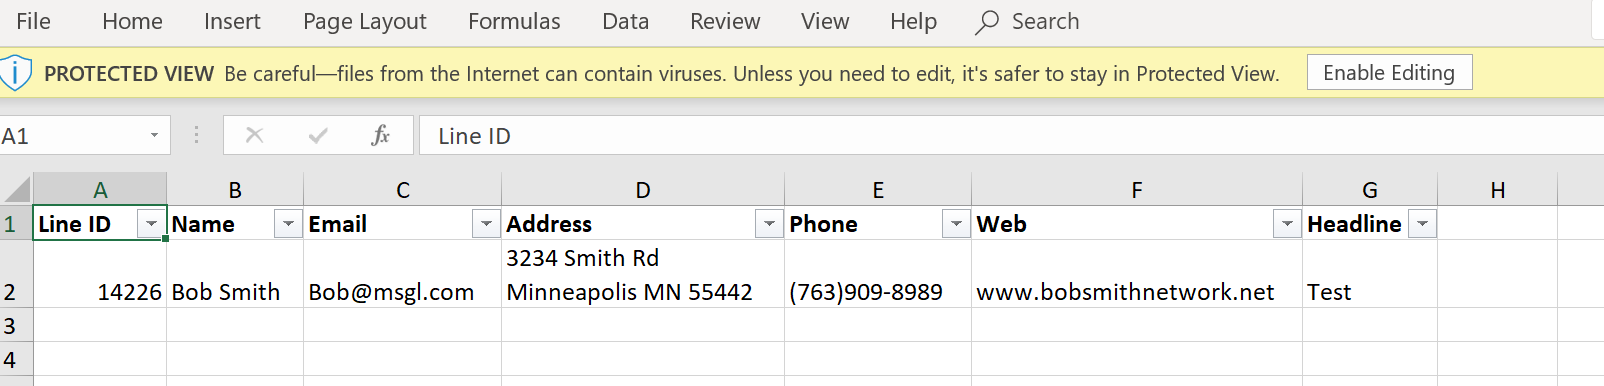 File Home Insert Page Layout Formulas Data Review View Help Search
PROTECTED VIEW Be careful—files from the Internet can contain viruses. Unless you need to edit, it's safer to stay in Protected View. Enable Editing
A1 fx Line ID
A B C D E F G H
1 Line ID Name Email Address Phone Web Headline
3234 Smith Rd
2 14226 Bob Smith Bob@msgl.com Minneapolis MN 55442 (763)909-8989 www.bobsmithnetwork.net Test
3
4